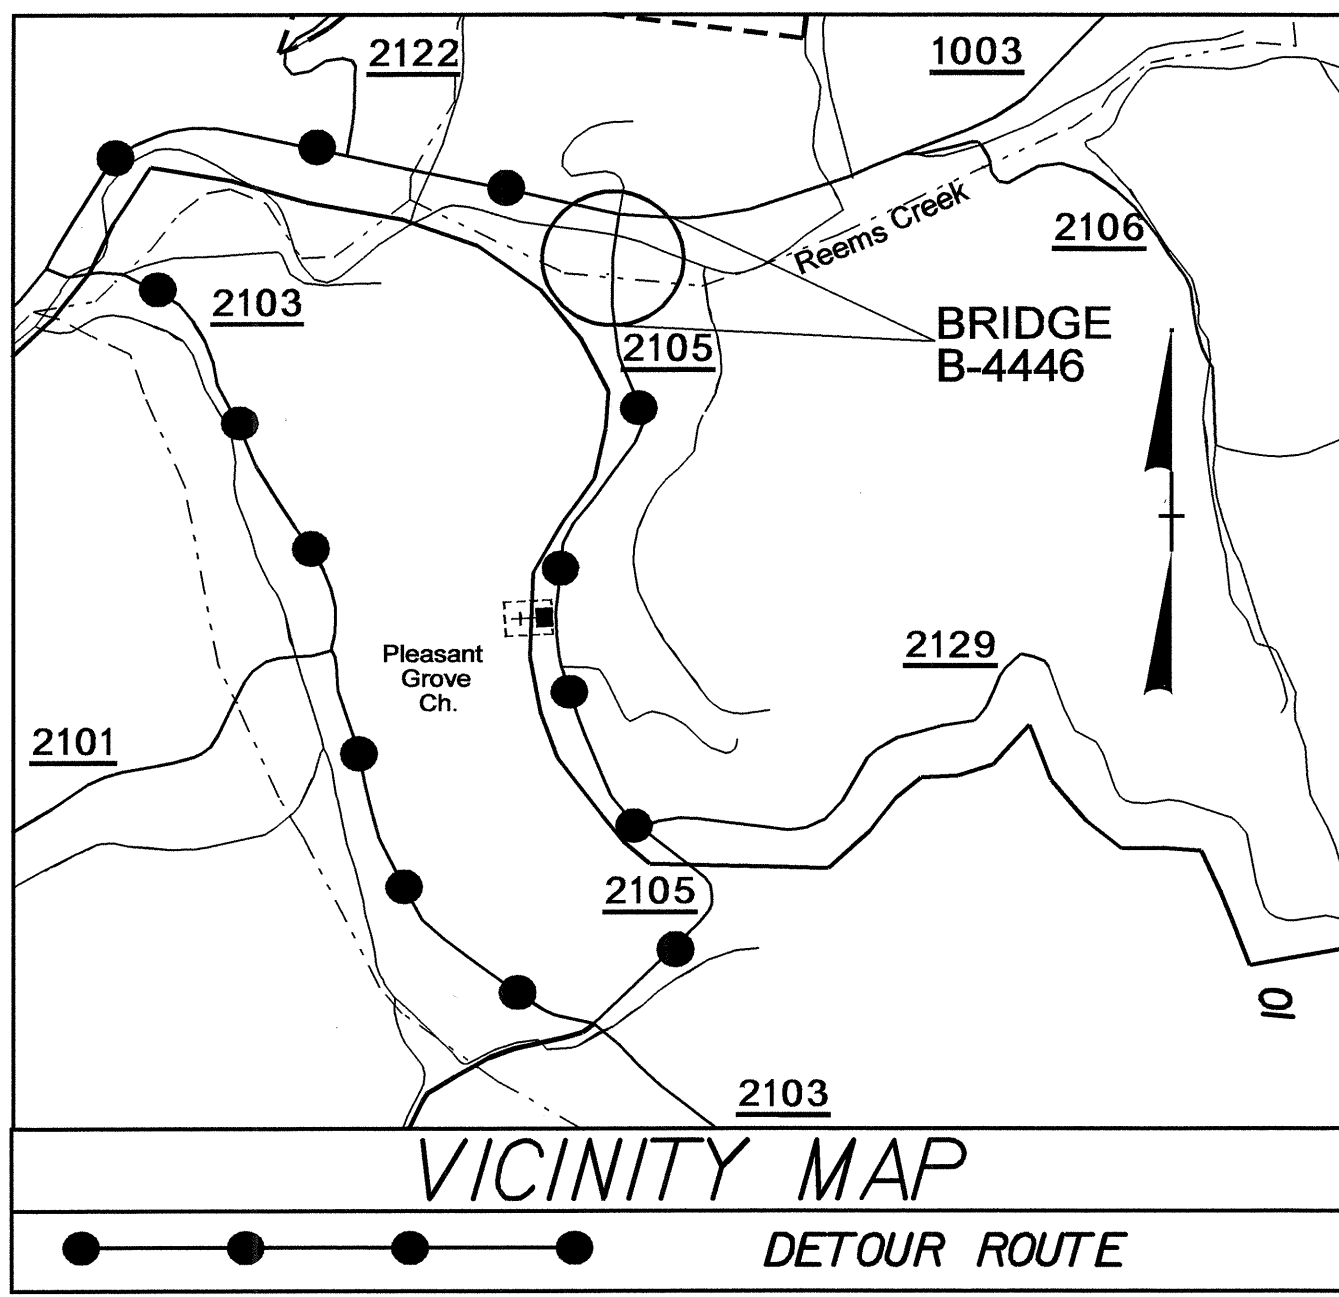 2122
1003
2106
Reems Creek
2103
BRIDGE
B-4446
2105
Pleasant
Grove
Ch.
2129
2101
2105
10
2103
VICINITY MAP
DETOUR ROUTE